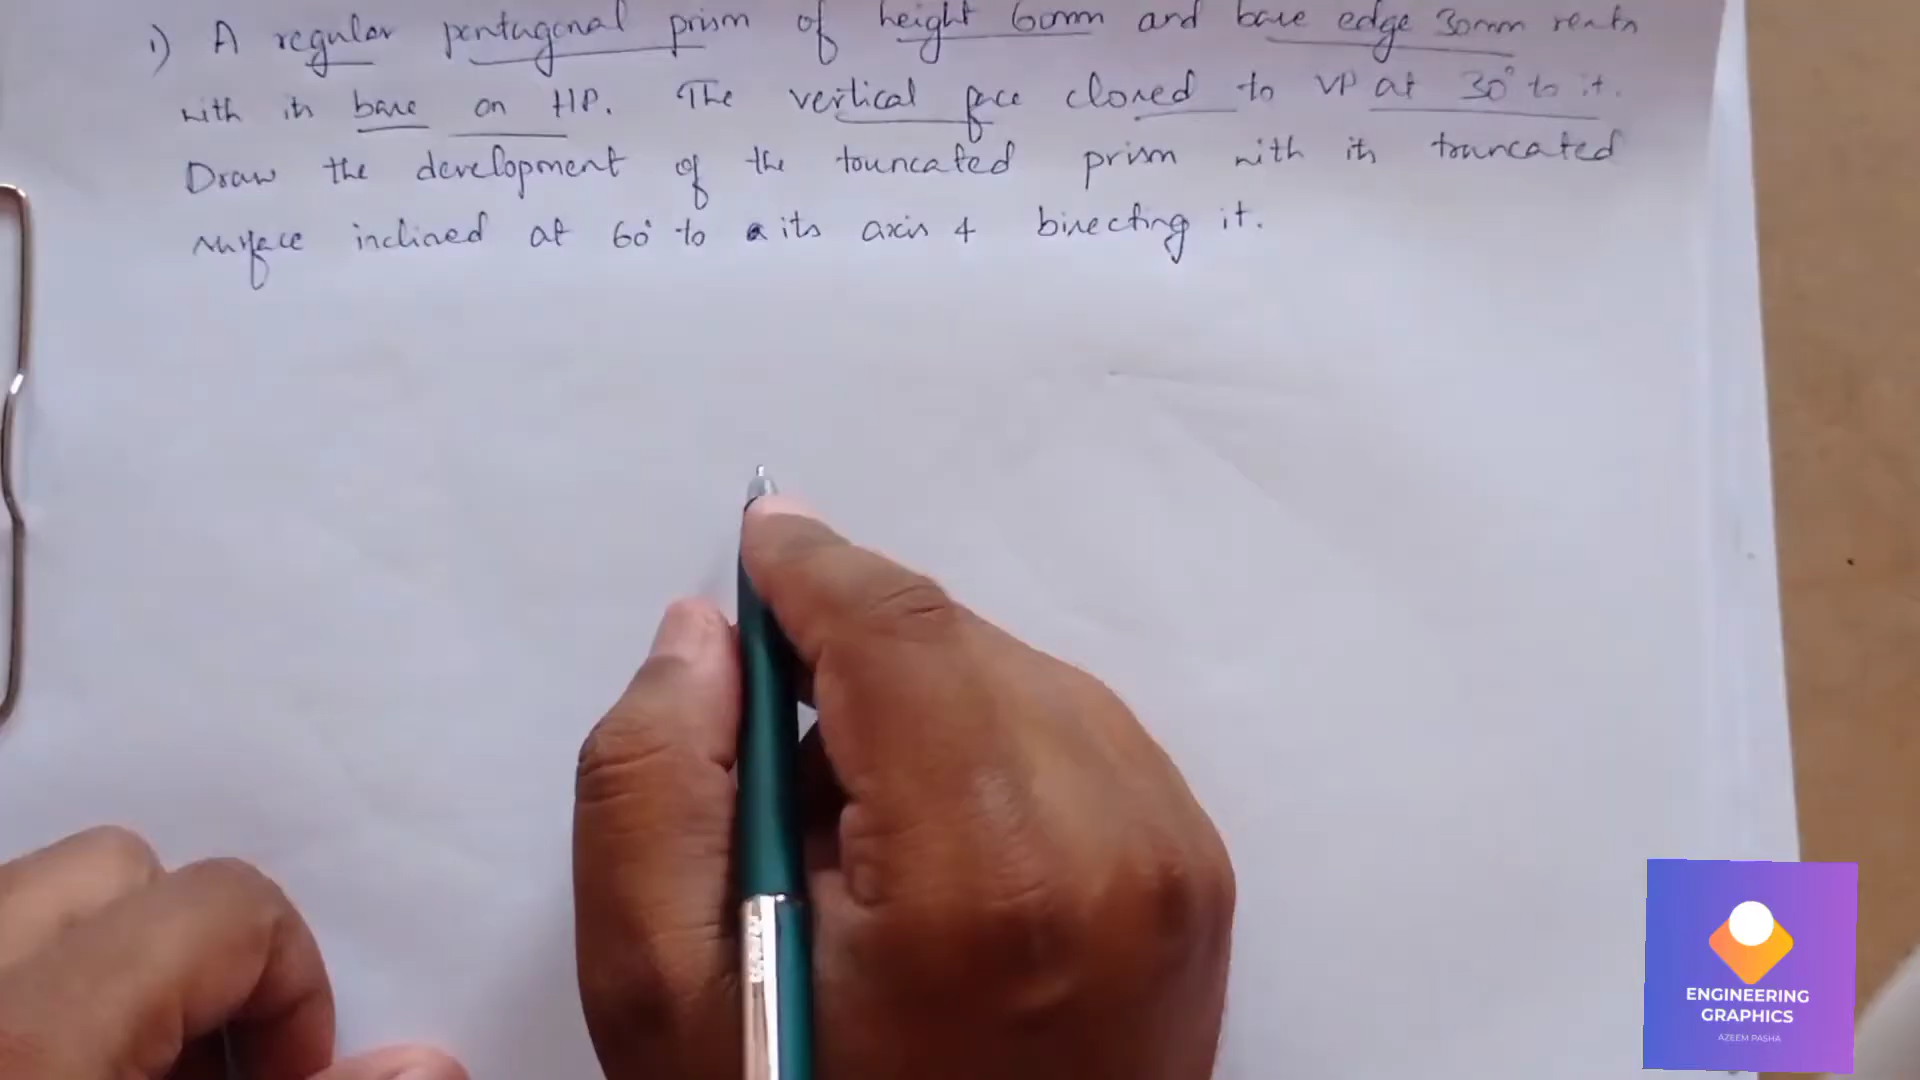 1) A regular pentagonal prism of height 60mm and base edge 30mm rests
with its base on HP. The vertical face closed to VP at 30° to it.
Draw the development of the truncated prism with its truncated
surface inclined at 60° to its axis & bisecting it.
ENGINEERING
GRAPHICS
AZEEM PASHA